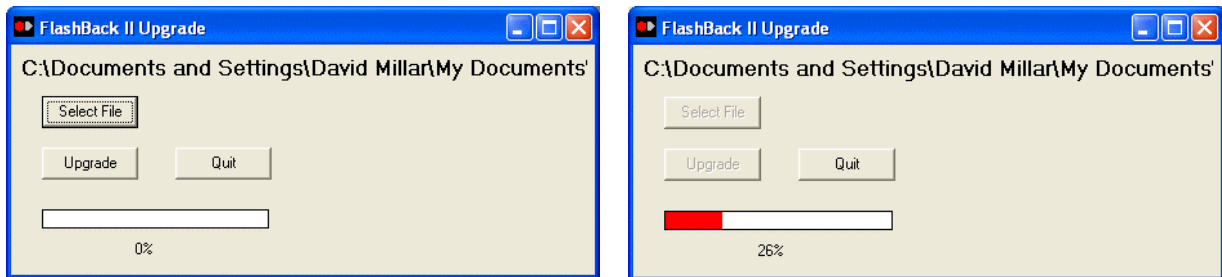 FlashBack II Upgrade
C:\Documents and Settings\David Millar\My Documents'
Select File
Upgrade Quit
0%
FlashBack II Upgrade
C:\Documents and Settings\David Millar\My Documents'
Select File
Upgrade Quit
26%